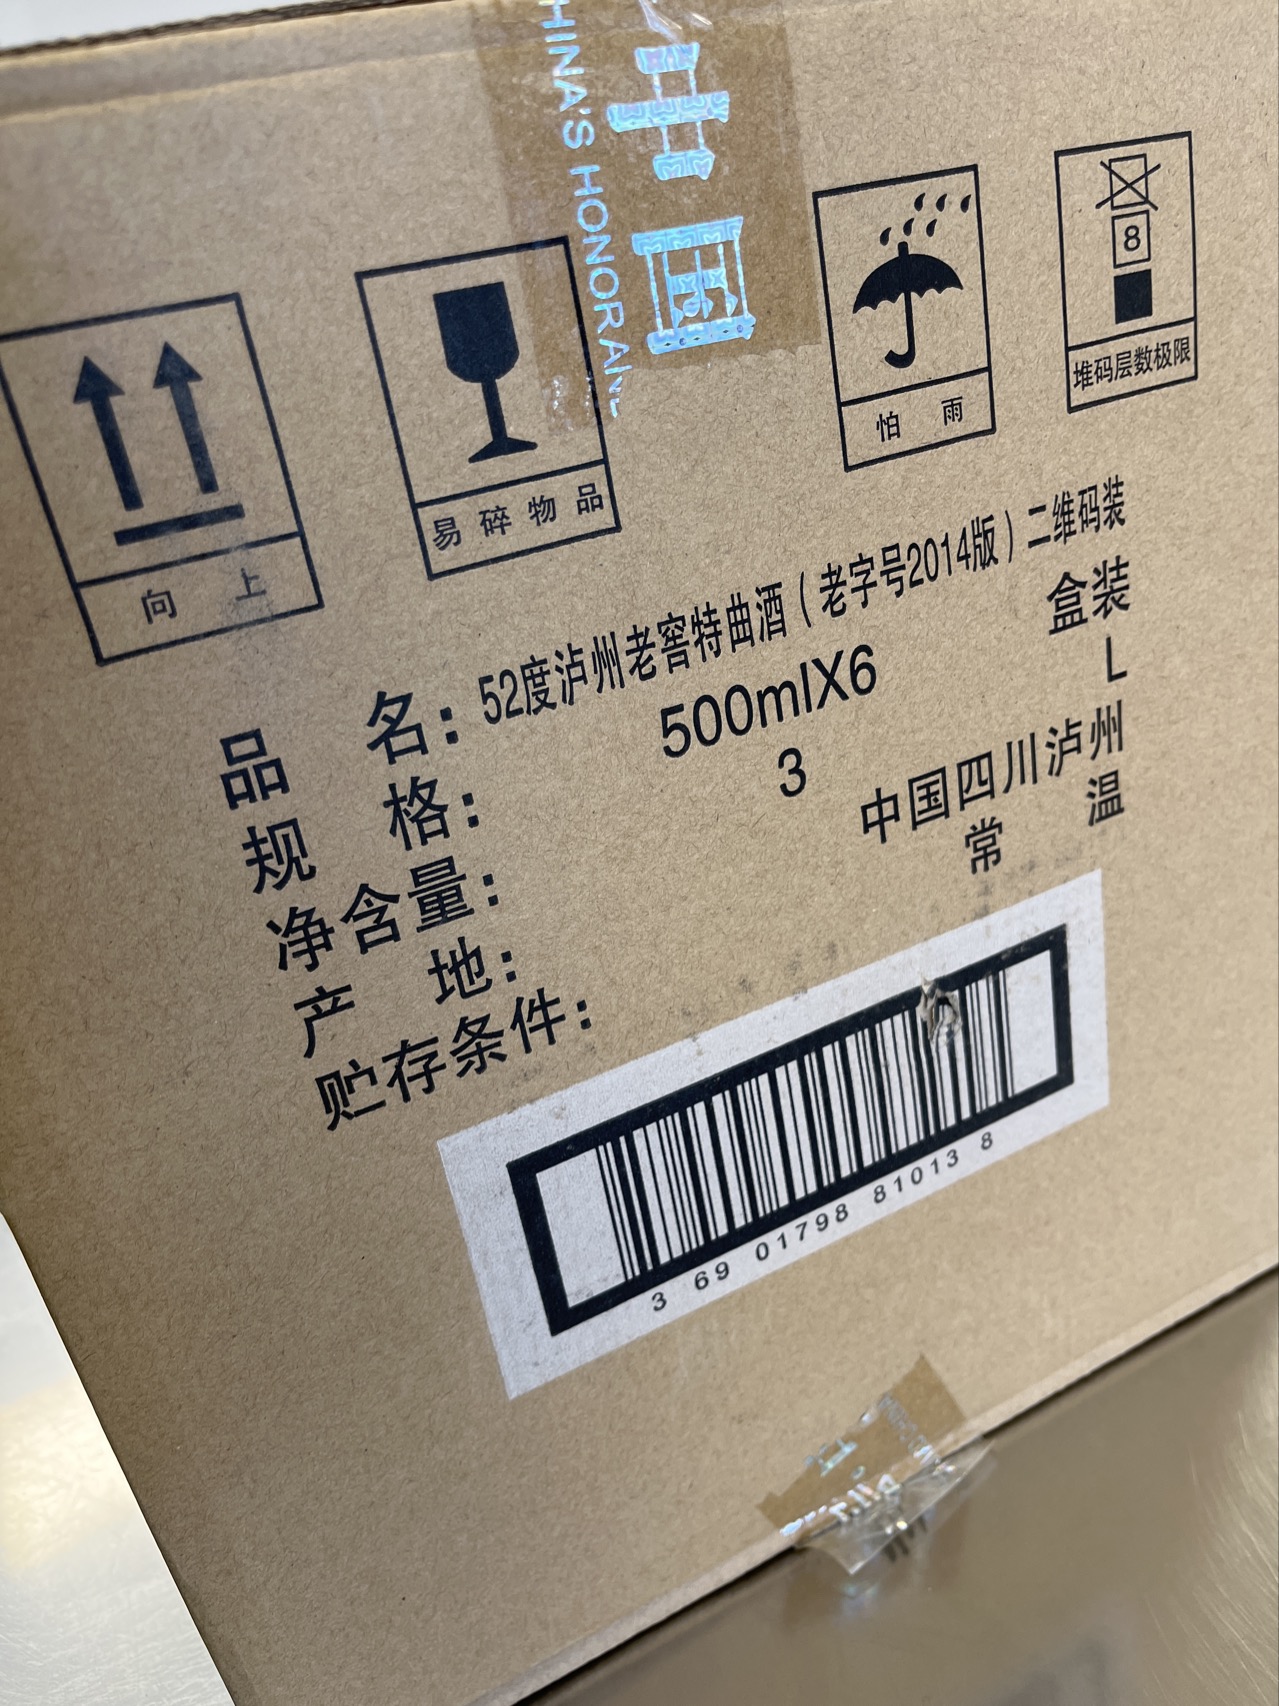 CHINA'S HONORABL
中国
8
向上
易碎物品
怕雨
堆码层数极限
品名：52度泸州老窖特曲酒（老字号2014版）二维码装
规格：500mlX6 盒装
净含量：3 L
产地：中国四川泸州
贮存条件：常温
3 69 01798 81013 8